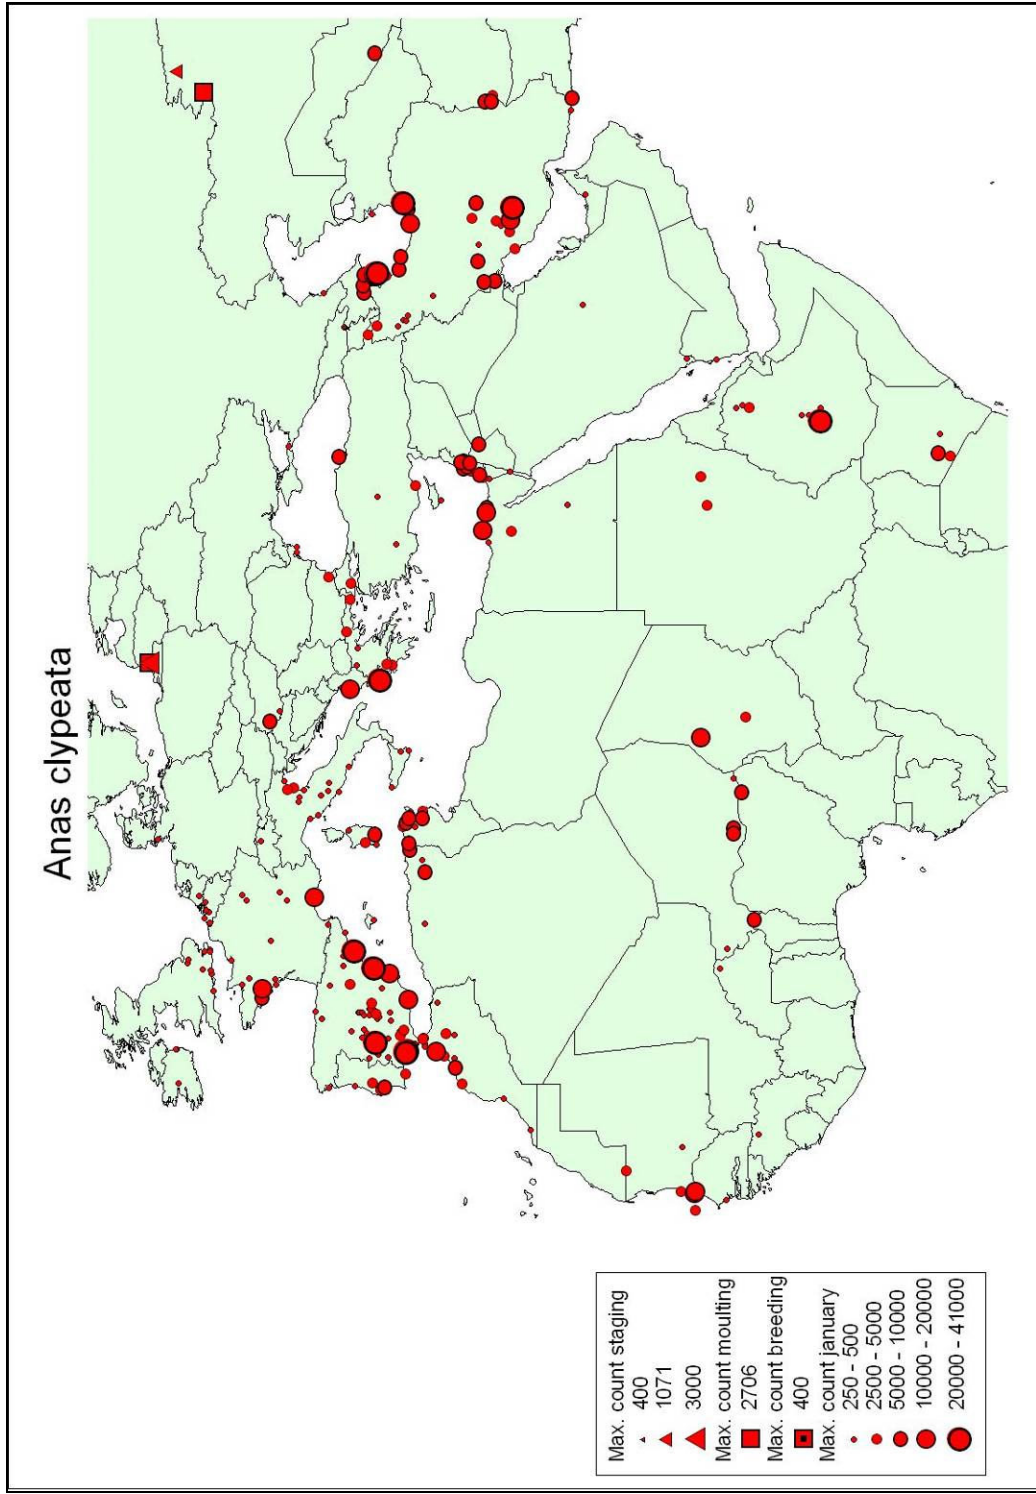 Anas clypeata
Max. count staging
400
1071
3000
Max. count moulting
2706
Max. count breeding
400
Max. count january
250 - 500
2500 - 5000
5000 - 10000
10000 - 20000
20000 - 41000